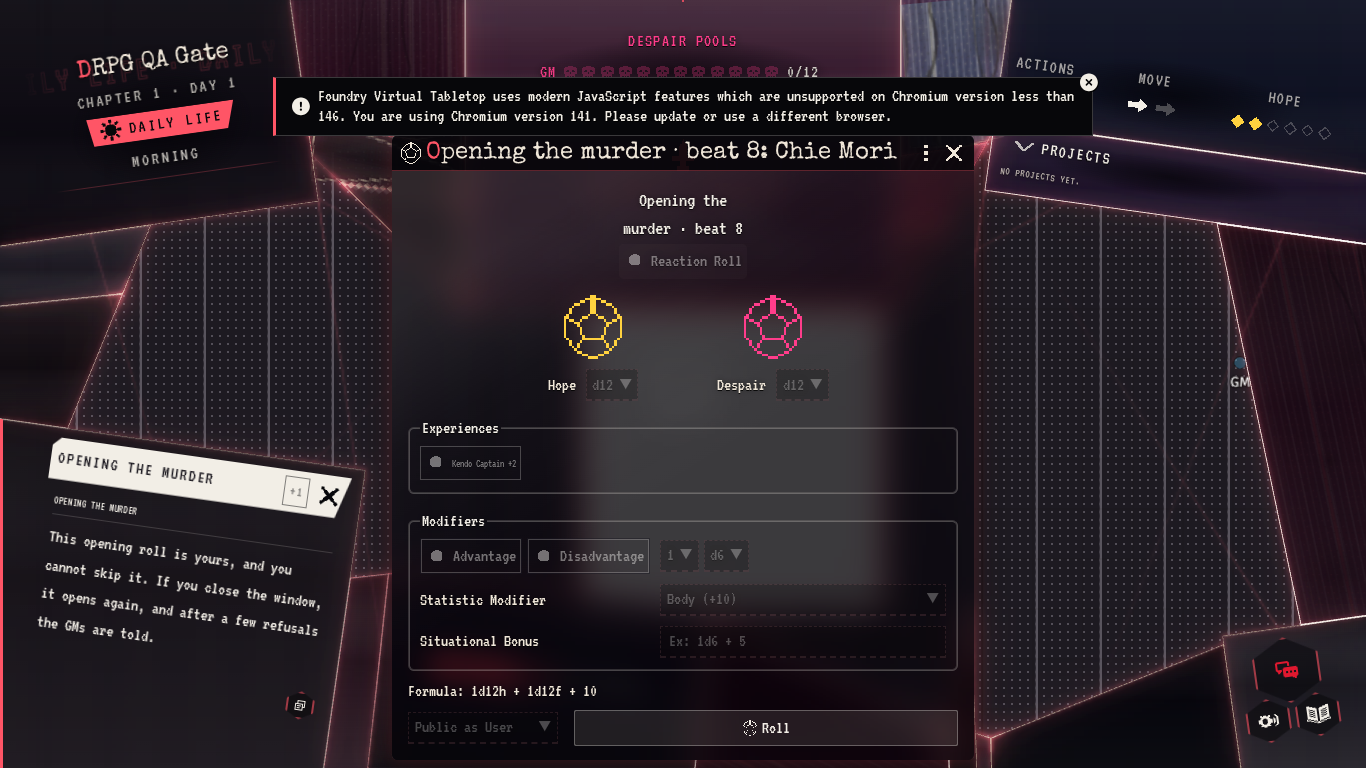 DRPG QA Gate
CHAPTER 1 · DAY 1
DAILY LIFE
MORNING
DESPAIR POOLS
GM 0/12
Foundry Virtual Tabletop uses modern JavaScript features which are unsupported on Chromium version less than
146. You are using Chromium version 141. Please update or use a different browser.
ACTIONS
MOVE
HOPE
PROJECTS
NO PROJECTS YET.
Opening the murder · beat 8: Chie Mori
Opening the
murder · beat 8
Reaction Roll
Hope d12
Despair d12
Experiences
Kendo Captain +2
Modifiers
Advantage
Disadvantage
1
d6
Statistic Modifier
Body (+10)
Situational Bonus
Ex: 1d6 + 5
Formula: 1d12h + 1d12f + 10
Public as User
Roll
GM
OPENING THE MURDER
+1
OPENING THE MURDER
This opening roll is yours, and you
cannot skip it. If you close the window,
it opens again, and after a few refusals
the GMs are told.